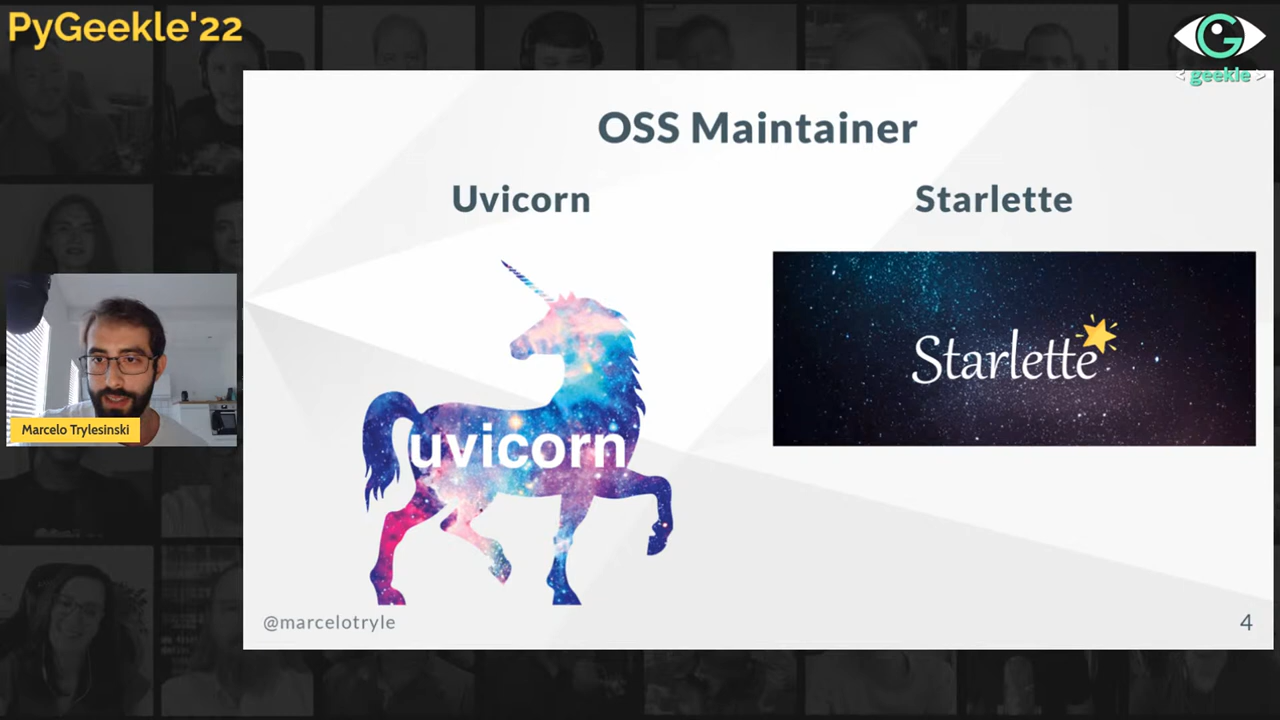 PyGeekle'22
< geekle >
OSS Maintainer
Uvicorn
Starlette
uvicorn
Starlette
Marcelo Trylesinski
@marcelotryle
4